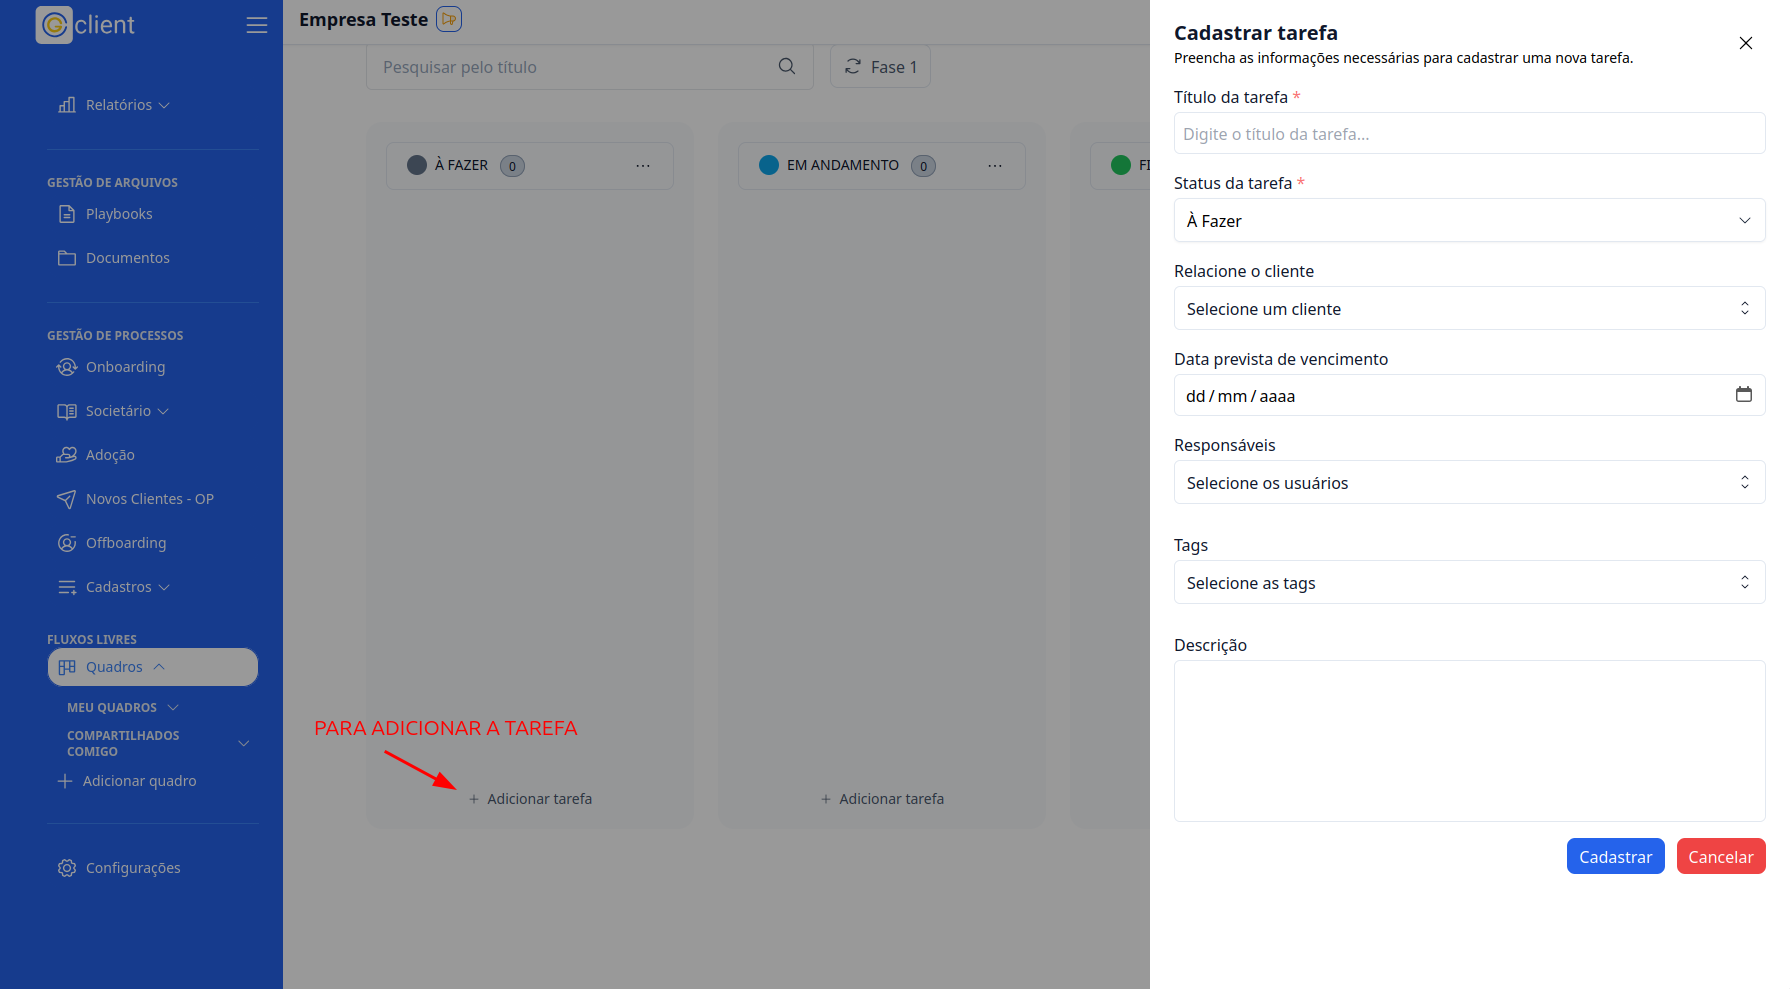 Gclient
Relatórios
GESTÃO DE ARQUIVOS
Playbooks
Documentos
GESTÃO DE PROCESSOS
Onboarding
Societário
Adoção
Novos Clientes - OP
Offboarding
Cadastros
FLUXOS LIVRES
Quadros
MEU QUADROS
COMPARTILHADOS
COMIGO
Adicionar quadro
Configurações
Empresa Teste
Pesquisar pelo título
Fase 1
À FAZER 0 ...
EM ANDAMENTO 0 ...
FI
PARA ADICIONAR A TAREFA
+ Adicionar tarefa
+ Adicionar tarefa
Cadastrar tarefa
Preencha as informações necessárias para cadastrar uma nova tarefa.
Título da tarefa *
Digite o título da tarefa...
Status da tarefa *
À Fazer
Relacione o cliente
Selecione um cliente
Data prevista de vencimento
dd/mm/aaaa
Responsáveis
Selecione os usuários
Tags
Selecione as tags
Descrição
Cadastrar
Cancelar